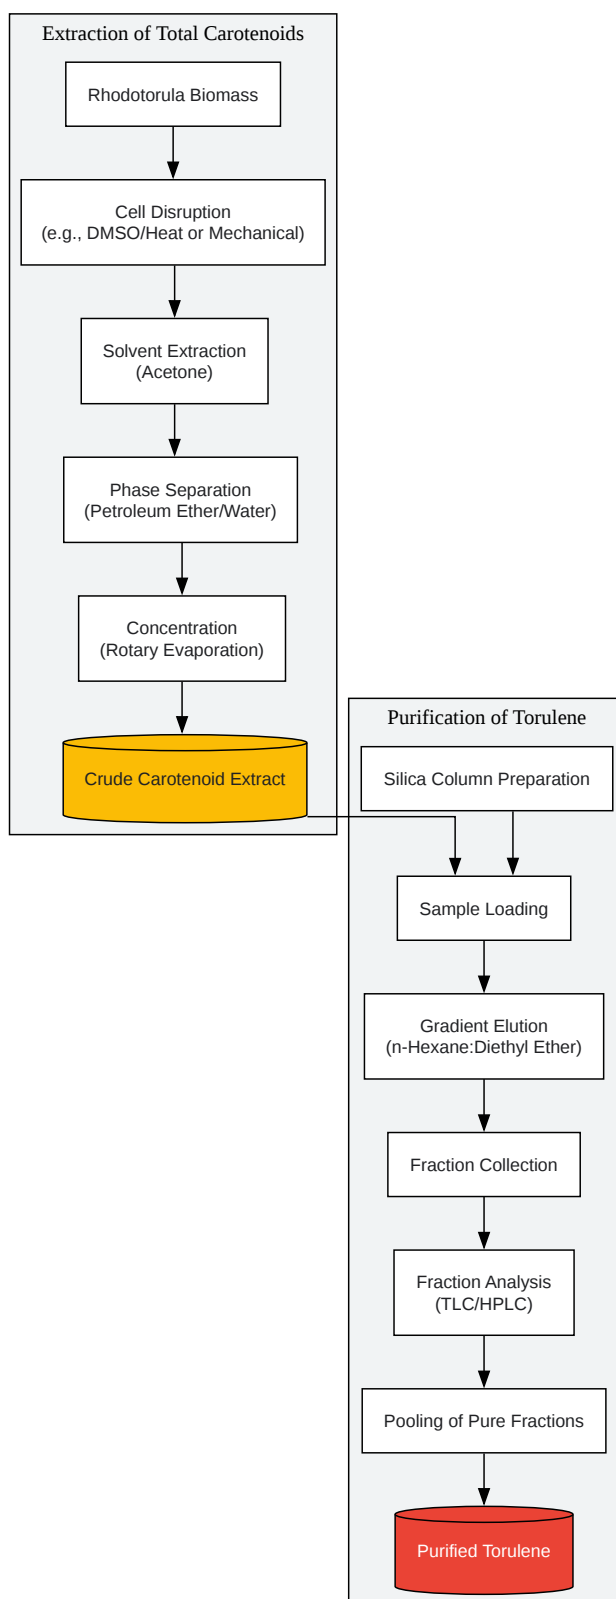 Extraction of Total Carotenoids
Rhodotorula Biomass
Cell Disruption
(e.g., DMSO/Heat or Mechanical)
Solvent Extraction
(Acetone)
Phase Separation
(Petroleum Ether/Water)
Concentration
(Rotary Evaporation)
Crude Carotenoid Extract
Purification of Torulene
Silica Column Preparation
Sample Loading
Gradient Elution
(n-Hexane:Diethyl Ether)
Fraction Collection
Fraction Analysis
(TLC/HPLC)
Pooling of Pure Fractions
Purified Torulene